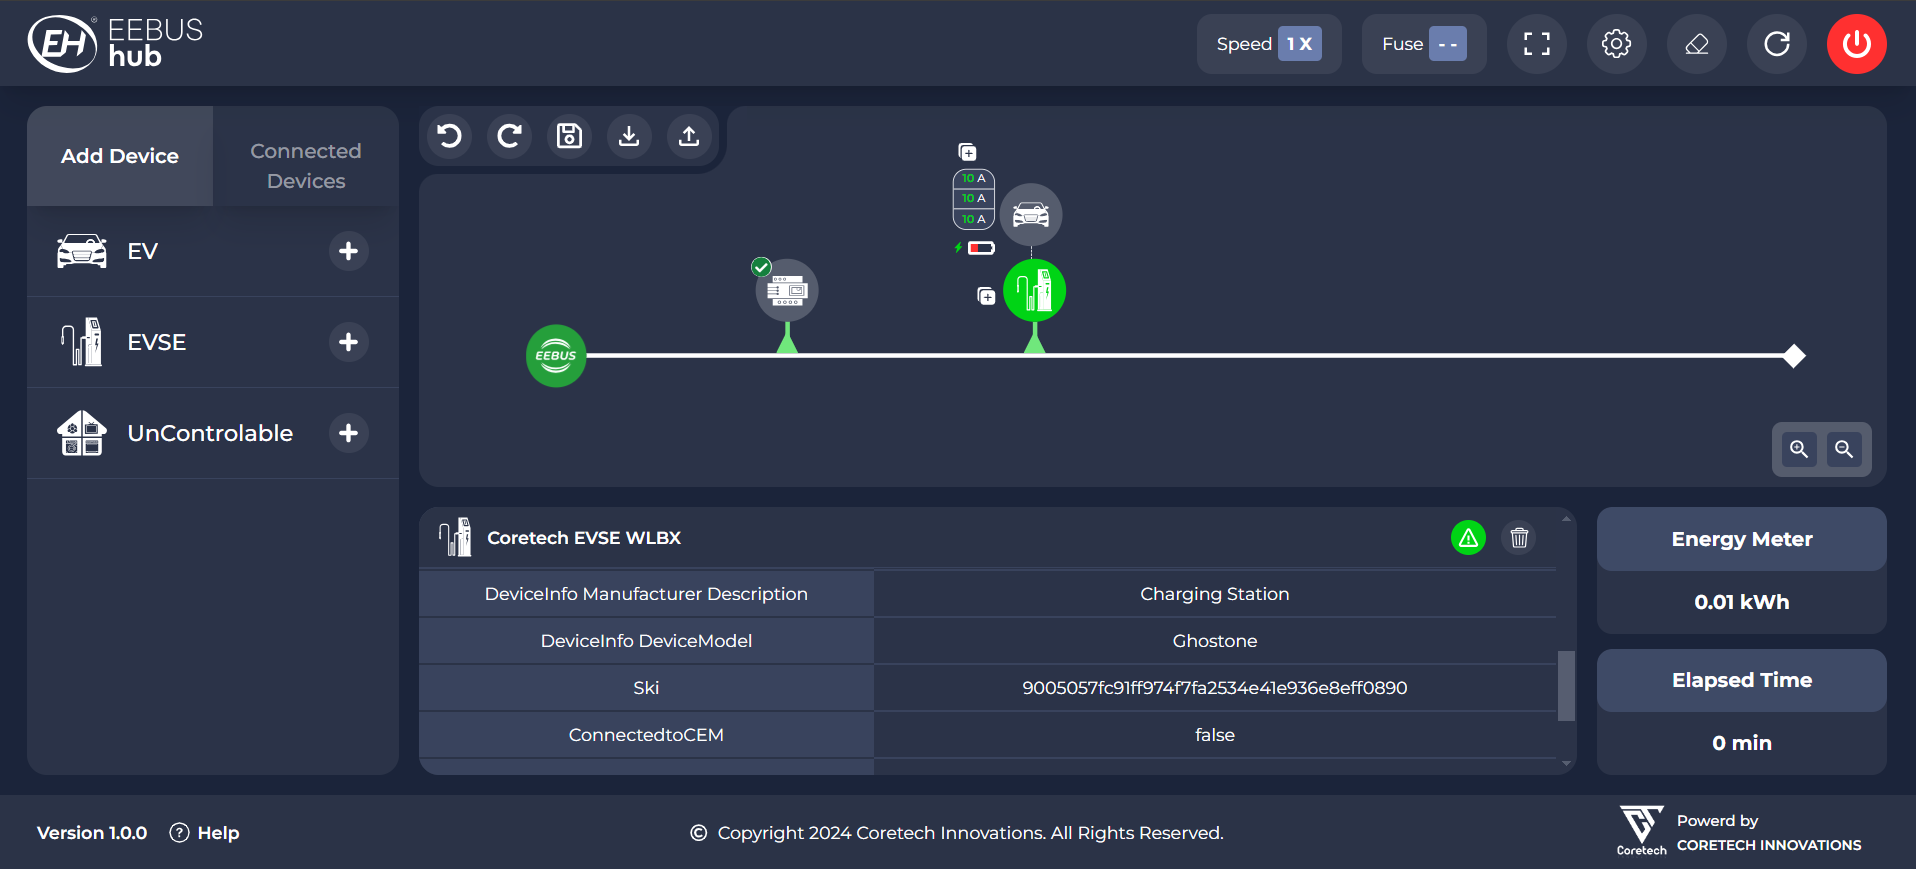 EH ® EEBUS
hub
Speed 1 X
Fuse - -
Add Device
Connected
Devices
EV
EVSE
UnControlable
10 A
10 A
10 A
EEBUS
Coretech EVSE WLBX
DeviceInfo Manufacturer Description Charging Station
DeviceInfo DeviceModel Ghostone
Ski 9005057fc91ff974f7fa2534e41e936e8eff0890
ConnectedtoCEM false
Energy Meter
0.01 kWh
Elapsed Time
0 min
Version 1.0.0 ? Help
© Copyright 2024 Coretech Innovations. All Rights Reserved.
Coretech
Powerd by
CORETECH INNOVATIONS